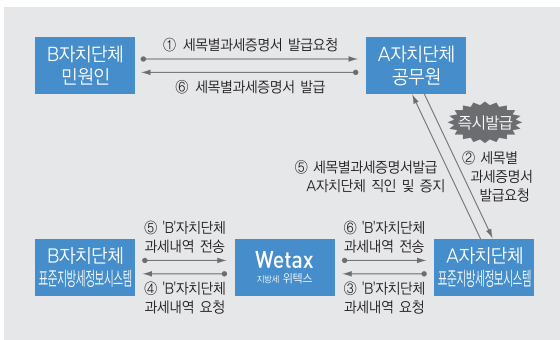 B자치단체
민원인
① 세목별과세증명서 발급요청
⑥ 세목별과세증명서 발급
A자치단체
공무원
즉시발급
② 세목별
과세증명서
발급요청
⑤ 세목별과세증명서발급
A자치단체 직인 및 증지
B자치단체
표준지방세정보시스템
⑤ 'B'자치단체
과세내역 전송
④ 'B'자치단체
과세내역 요청
Wetax
지방세 위텍스
⑥ 'B'자치단체
과세내역 전송
③ 'B'자치단체
과세내역 요청
A자치단체
표준지방세정보시스템